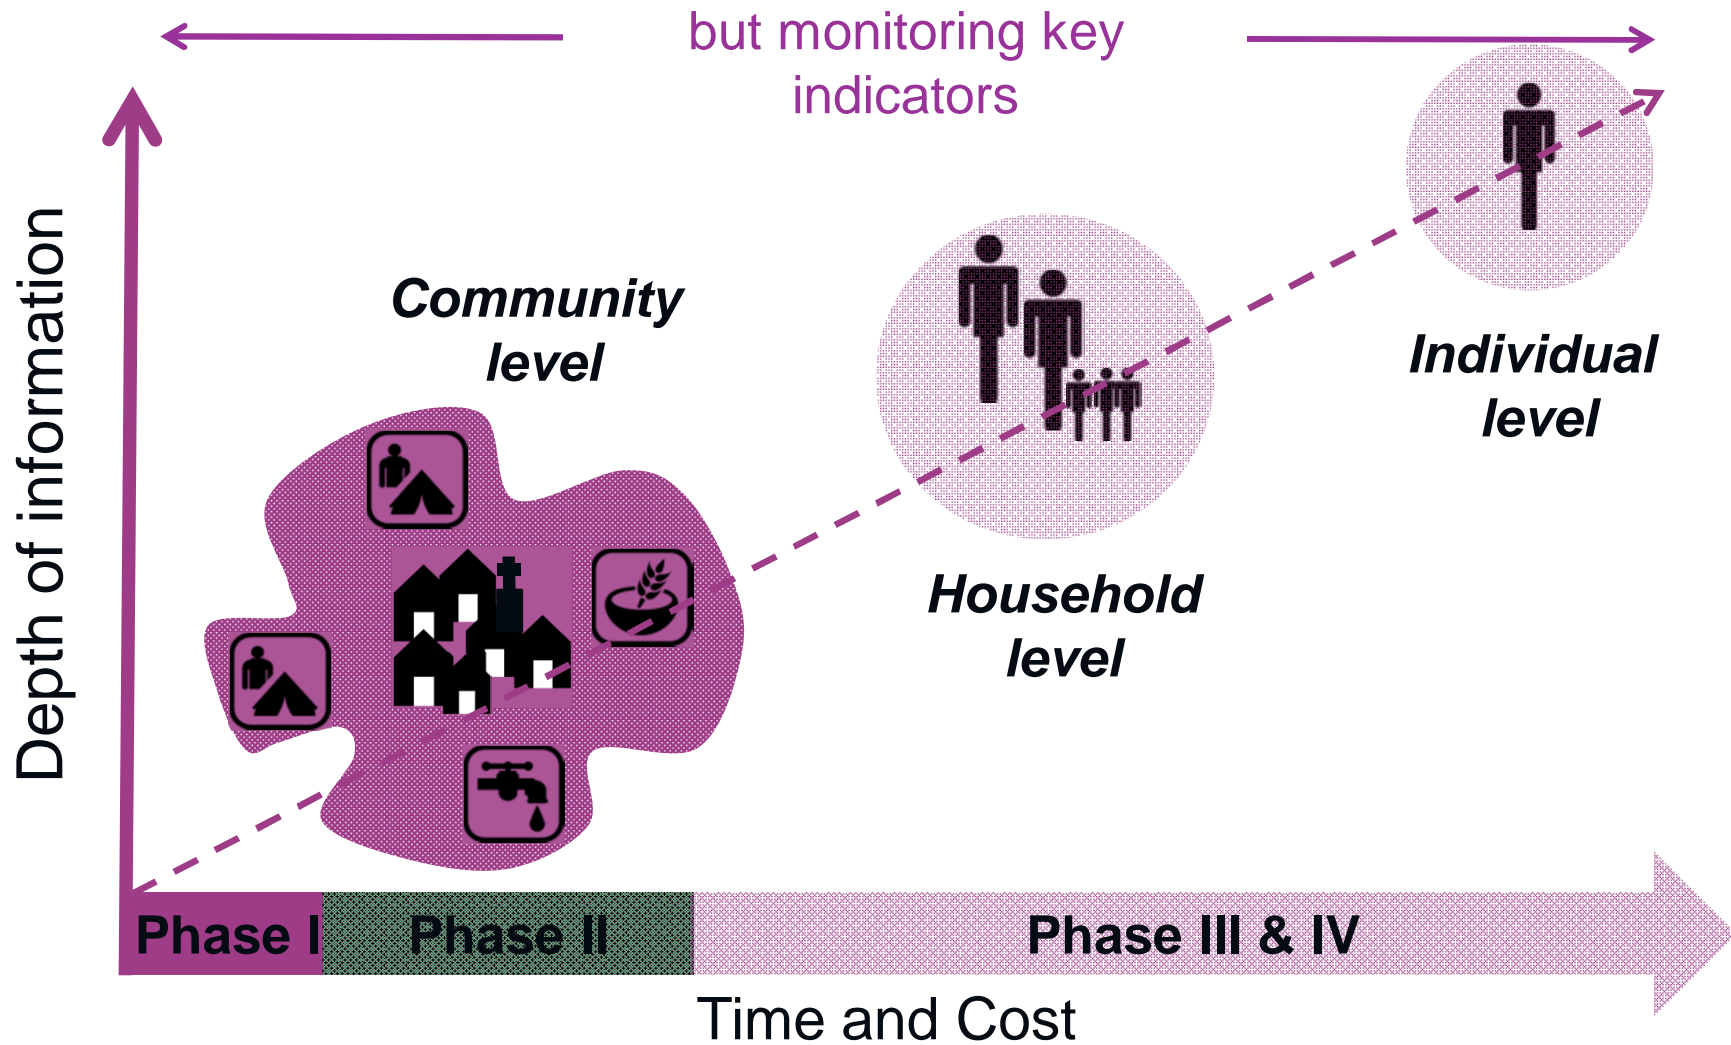 but monitoring key
indicators
Depth of information
Community
level
Household
level
Individual
level
Phase I
Phase II
Phase III & IV
Time and Cost